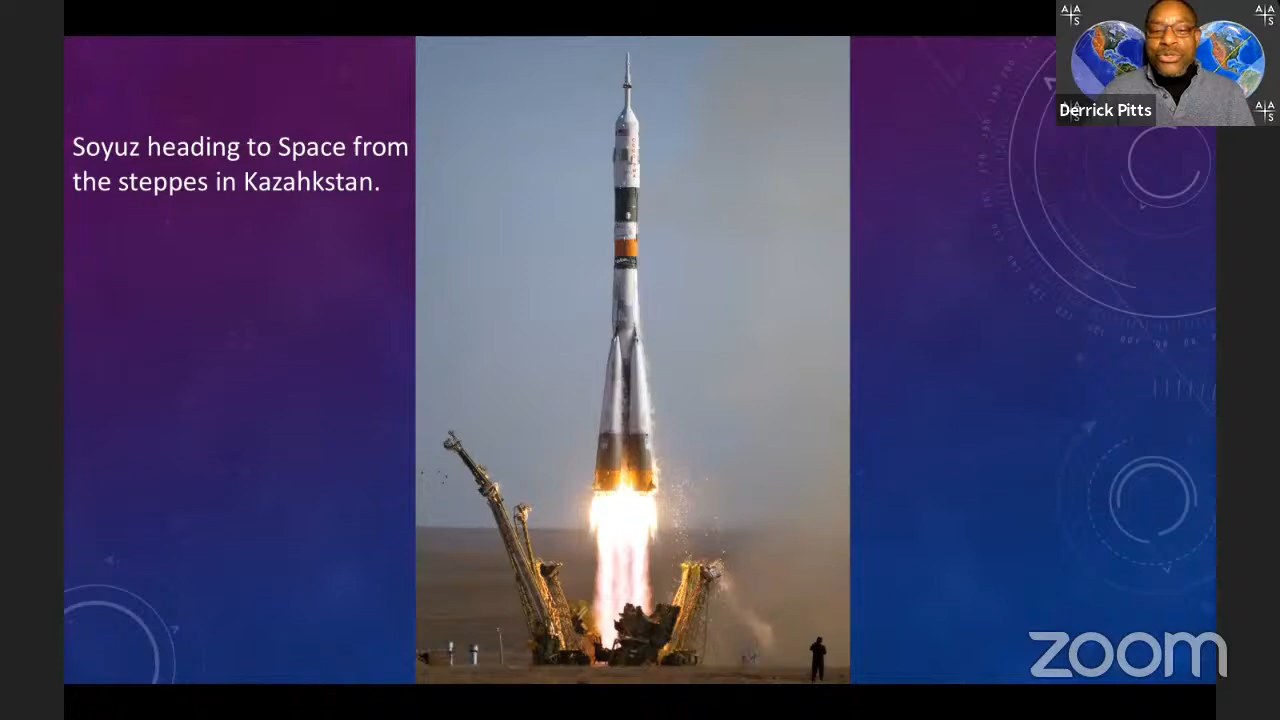 Soyuz heading to Space from
the steppes in Kazahkstan.
A A
S
A A
S
Derrick Pitts
A A
S
zoom